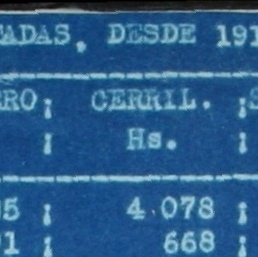 ADAS, DESDE 191
RO; CERRIL. ;
; Hs. ;
5 ; 4.078 ;
1 ; 668 ;